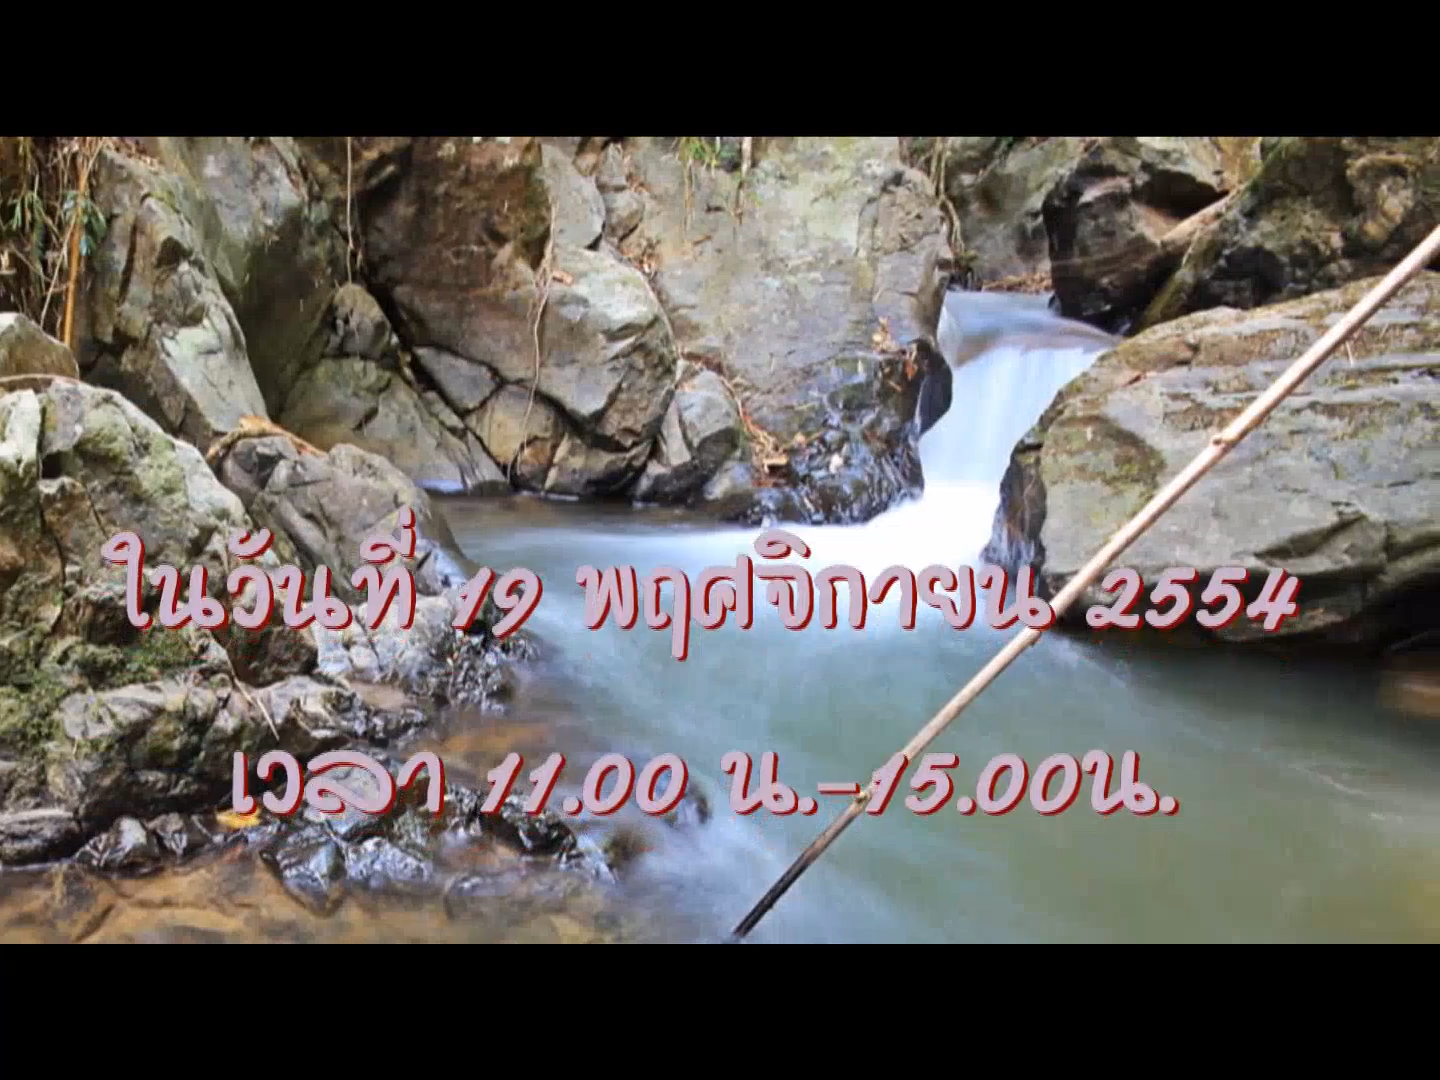 ในวันที่ 19 พฤศจิกายน 2554
เวลา 11.00 น.-15.00น.